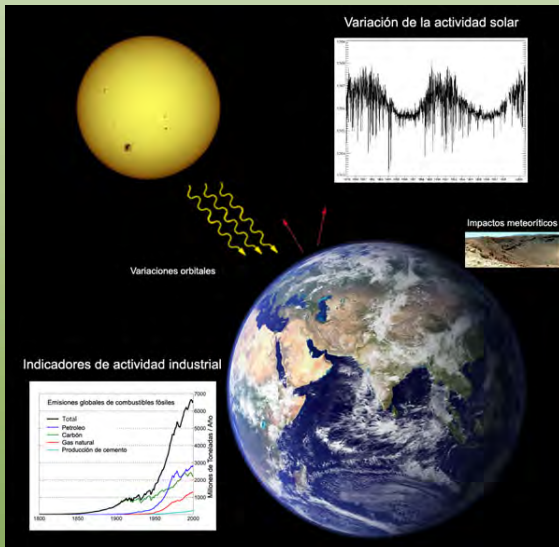 Variación de la actividad solar
Impactos meteoríticos
Variaciones orbitales
Indicadores de actividad industrial
Emisiones globales de combustibles fósiles
Total
Petroleo
Carbón
Gas natural
Producción de cemento
7000
6000
5000
4000
3000
2000
1000
Millones de Toneladas / Año
1800
1850
1900
1950
2000